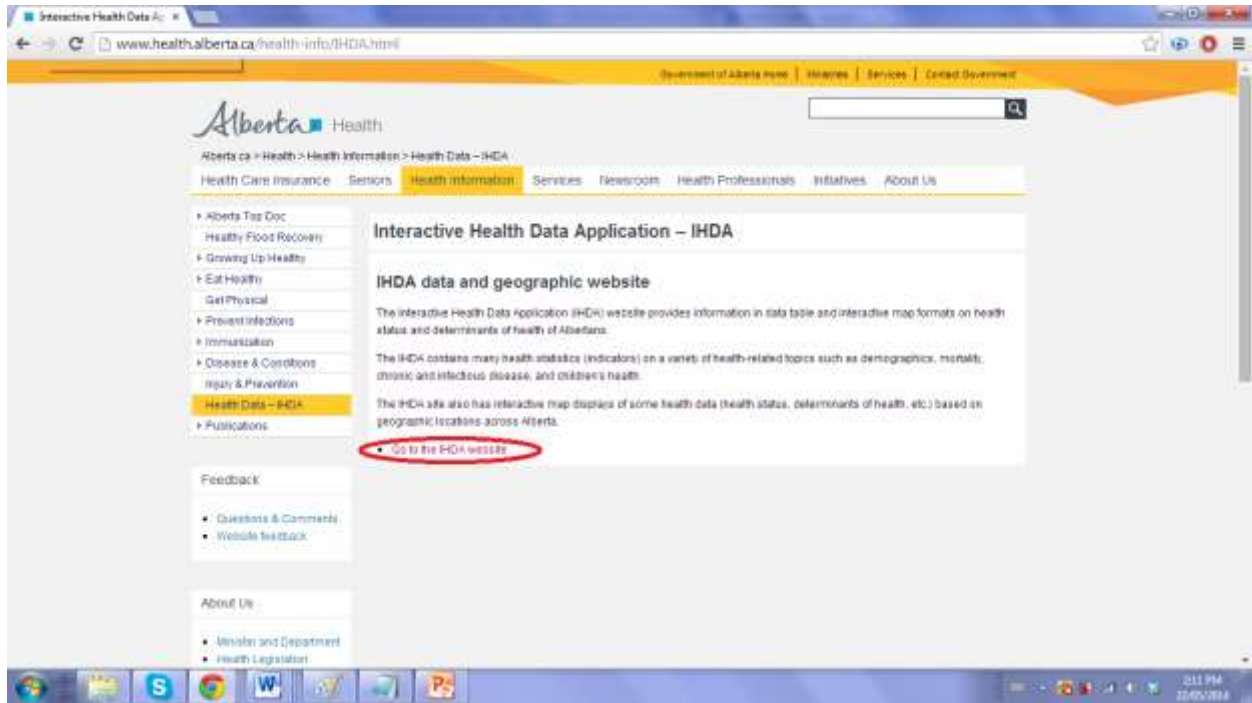 Interactive Health Data Ap
www.health.alberta.ca/health-info/IHDA.html
Government of Alberta Home | Ministries | Services | Contact Government
Alberta Health
Alberta.ca > Health > Health Information > Health Data – IHDA
Health Care Insurance Seniors Health Information Services Newsroom Health Professionals Initiatives About Us
Alberta Top Doc
Healthy Flood Recovery
Growing Up Healthy
Eat Healthy
Get Physical
Prevent Infections
Immunization
Disease & Conditions
Injury & Prevention
Health Data – IHDA
Publications
Interactive Health Data Application – IHDA
IHDA data and geographic website
The Interactive Health Data Application (IHDA) website provides information in data table and interactive map formats on health
status and determinants of health of Albertans.
The IHDA contains many health statistics (indicators) on a variety of health-related topics such as demographics, mortality,
chronic and infectious disease, and children's health.
The IHDA site also has interactive map displays of some health data (health status, determinants of health, etc.) based on
geographic locations across Alberta.
Go to the IHDA website
Feedback
Questions & Comments
Website feedback
About Us
Minister and Department
Health Legislation
2:11 PM
22/05/2014